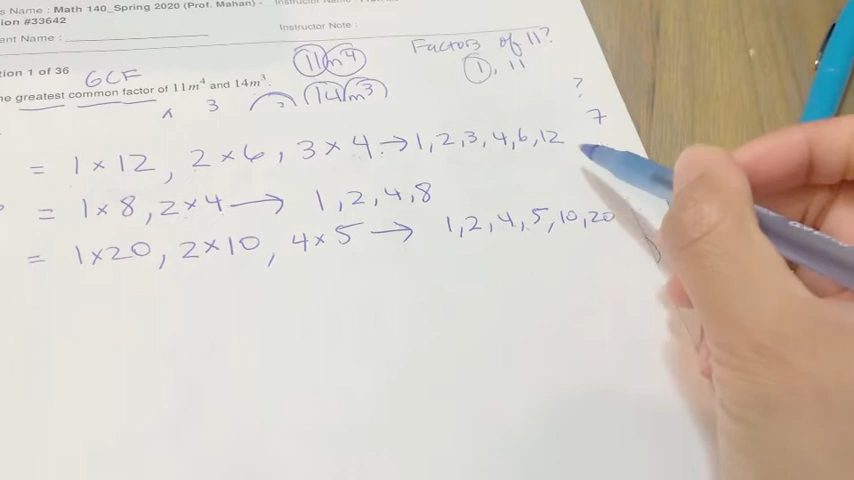 s Name : Math 140_Spring 2020 (Prof. Mahan) -
ion #33642
Instructor Note :
ent Name :
11m4
Factors of 11?
tion 1 of 36 GCF
1, 11
he greatest common factor of 11m⁴ and 14m³.
14m3
?
7
= 1 × 12, 2 × 6, 3 × 4 → 1, 2, 3, 4, 6, 12
= 1 × 8, 2 × 4 → 1, 2, 4, 8
= 1 × 20, 2 × 10, 4 × 5 → 1, 2, 4, 5, 10, 20